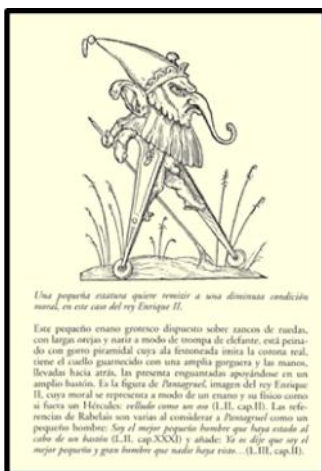 Una pequeña estatura quiere remitir a una diminuta condición
moral, en este caso del rey Enrique II.
Este pequeño enano grotesco dispuesto sobre zancos de ruedas,
con largas orejas y nariz a modo de trompa de elefante, está peina-
do con gorro piramidal cuya ala festoneada imita la corona real,
tiene el cuello guarnecido con una amplia gorguera y las manos,
llevadas hacia atrás, las presenta enguantadas apoyándose en un
amplio bastón. Es la figura de Pantagruel, imagen del rey Enrique
II, cuya moral se representa a modo de un enano y su físico como
si fuera un Hércules: velludo como un oso (L.II, cap.II). Las refe-
rencias de Rabelais son varias al considerar a Pantagruel como un
pequeño hombre: Soy el mejor pequeño hombre que haya estado al
cabo de un bastón (L.II, cap.XXXI) y añade: Yo os dije que soy el
mejor pequeño y gran hombre que nadie haya visto... (L.III, cap.II).